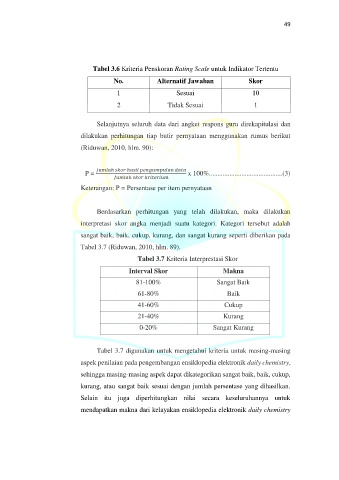 49
Tabel 3.6 Kriteria Penskoran Rating Scale untuk Indikator Tertentu
No. Alternatif Jawaban Skor
1 Sesuai 10
2 Tidak Sesuai 1
Selanjutnya seluruh data dari angket respons guru direkapitulasi dan
dilakukan perhitungan tiap butir pernyataan menggunakan rumus berikut
(Riduwan, 2010, hlm. 90):
P = jumlah skor hasil pengumpulan data / jumlah skor kriterium x 100%.......................................(3)
Keterangan: P = Persentase per item pernyataan
Berdasarkan perhitungan yang telah dilakukan, maka dilakukan
interpretasi skor angka menjadi suatu kategori. Kategori tersebut adalah
sangat baik, baik, cukup, kurang, dan sangat kurang seperti diberikan pada
Tabel 3.7 (Riduwan, 2010, hlm. 89).
Tabel 3.7 Kriteria Interprestasi Skor
Interval Skor Makna
81-100% Sangat Baik
61-80% Baik
41-60% Cukup
21-40% Kurang
0-20% Sangat Kurang
Tabel 3.7 digunakan untuk mengetahui kriteria untuk masing-masing
aspek penilaian pada pengembangan ensiklopedia elektronik daily chemistry,
sehingga masing-masing aspek dapat dikategorikan sangat baik, baik, cukup,
kurang, atau sangat baik sesuai dengan jumlah persentase yang dihasilkan.
Selain itu juga diperhitungkan nilai secara keseluruhannya untuk
mendapatkan makna dari kelayakan ensiklopedia elektronik daily chemistry